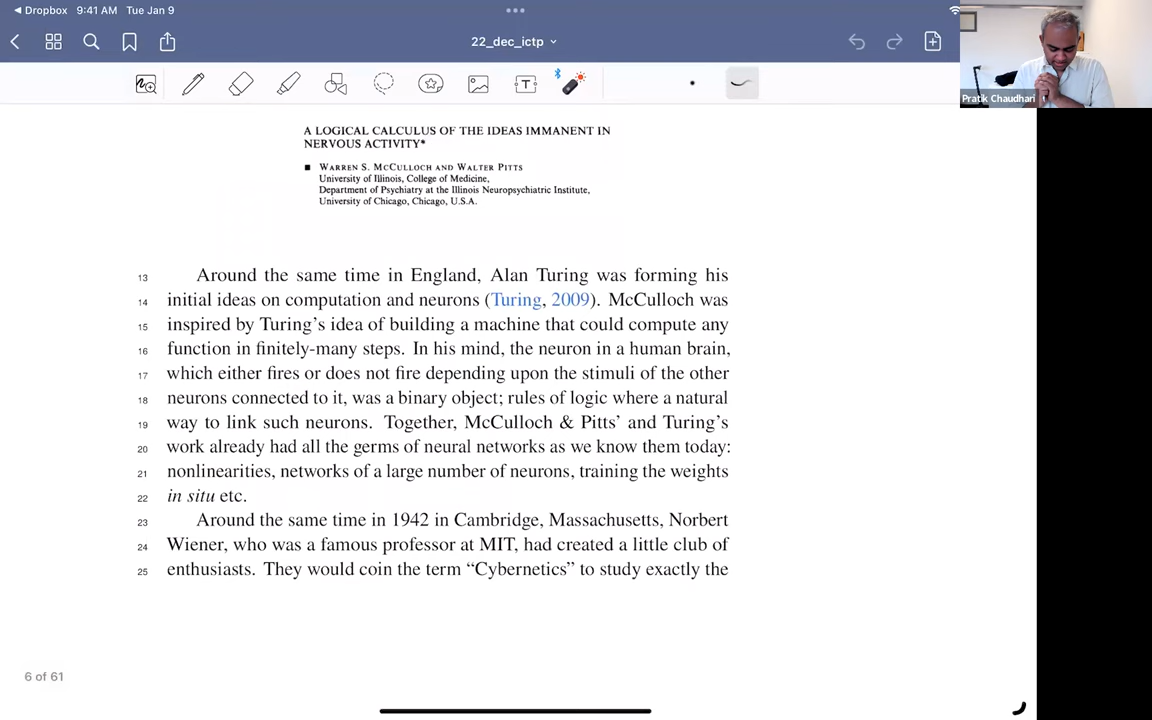 Dropbox 9:41 AM Tue Jan 9
22_dec_ictp
T
Pratik Chaudhari
A LOGICAL CALCULUS OF THE IDEAS IMMANENT IN
NERVOUS ACTIVITY*
WARREN S. MCCULLOCH AND WALTER PITTS
University of Illinois, College of Medicine,
Department of Psychiatry at the Illinois Neuropsychiatric Institute,
University of Chicago, Chicago, U.S.A.
13 Around the same time in England, Alan Turing was forming his
14 initial ideas on computation and neurons (Turing, 2009). McCulloch was
15 inspired by Turing’s idea of building a machine that could compute any
16 function in finitely-many steps. In his mind, the neuron in a human brain,
17 which either fires or does not fire depending upon the stimuli of the other
18 neurons connected to it, was a binary object; rules of logic where a natural
19 way to link such neurons. Together, McCulloch & Pitts’ and Turing’s
20 work already had all the germs of neural networks as we know them today:
21 nonlinearities, networks of a large number of neurons, training the weights
22 in situ etc.
23 Around the same time in 1942 in Cambridge, Massachusetts, Norbert
24 Wiener, who was a famous professor at MIT, had created a little club of
25 enthusiasts. They would coin the term “Cybernetics” to study exactly the
6 of 61